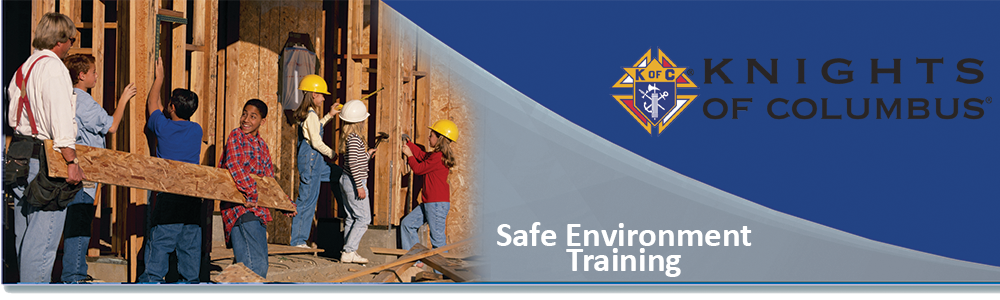 K OF C
KNIGHTS
OF COLUMBUS®
Safe Environment
Training